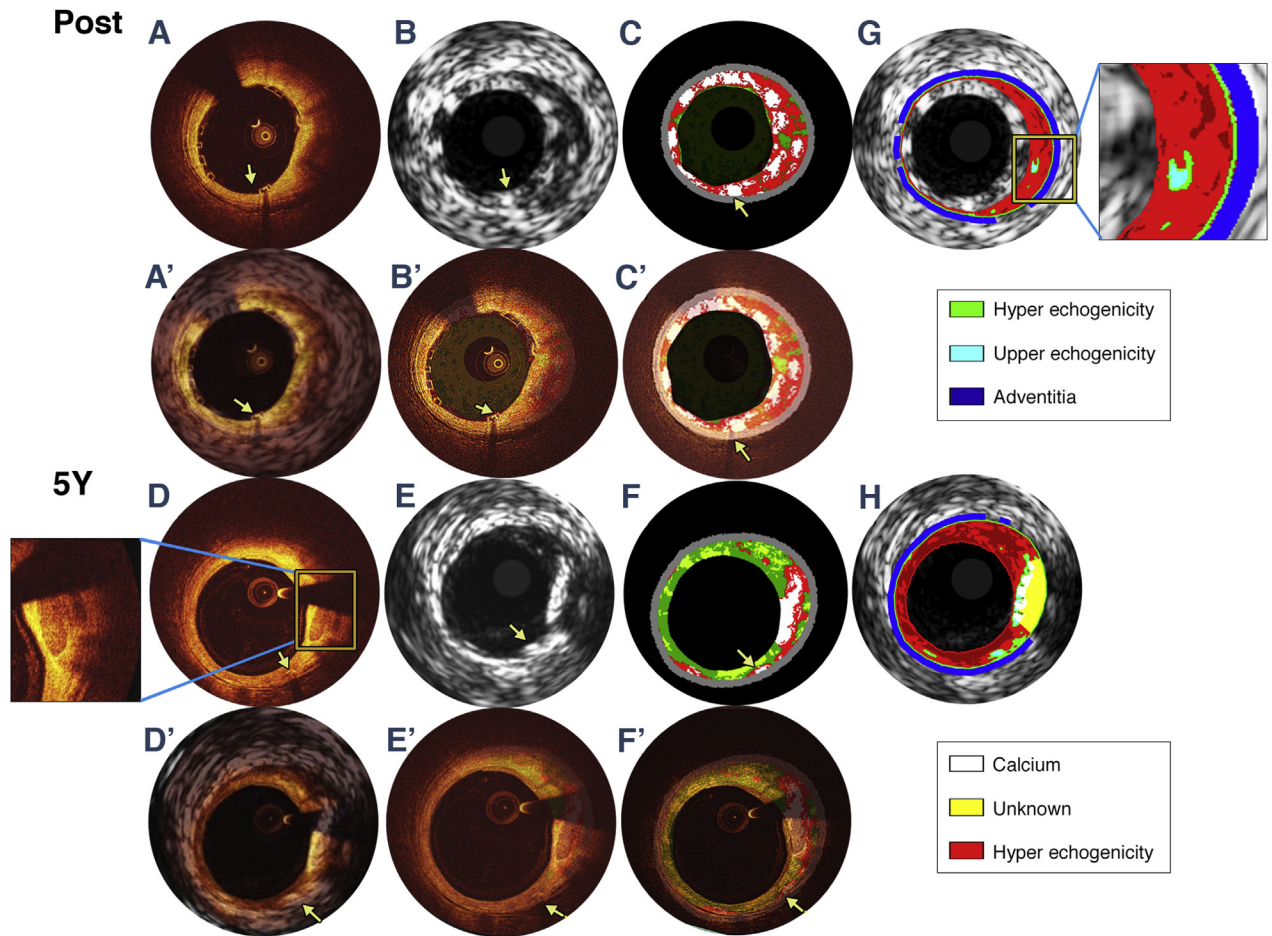 Post
A
B
C
G
A'
B'
C'
Hyper echogenicity
Upper echogenicity
Adventitia
5Y
D
E
F
H
D'
E'
F'
Calcium
Unknown
Hyper echogenicity